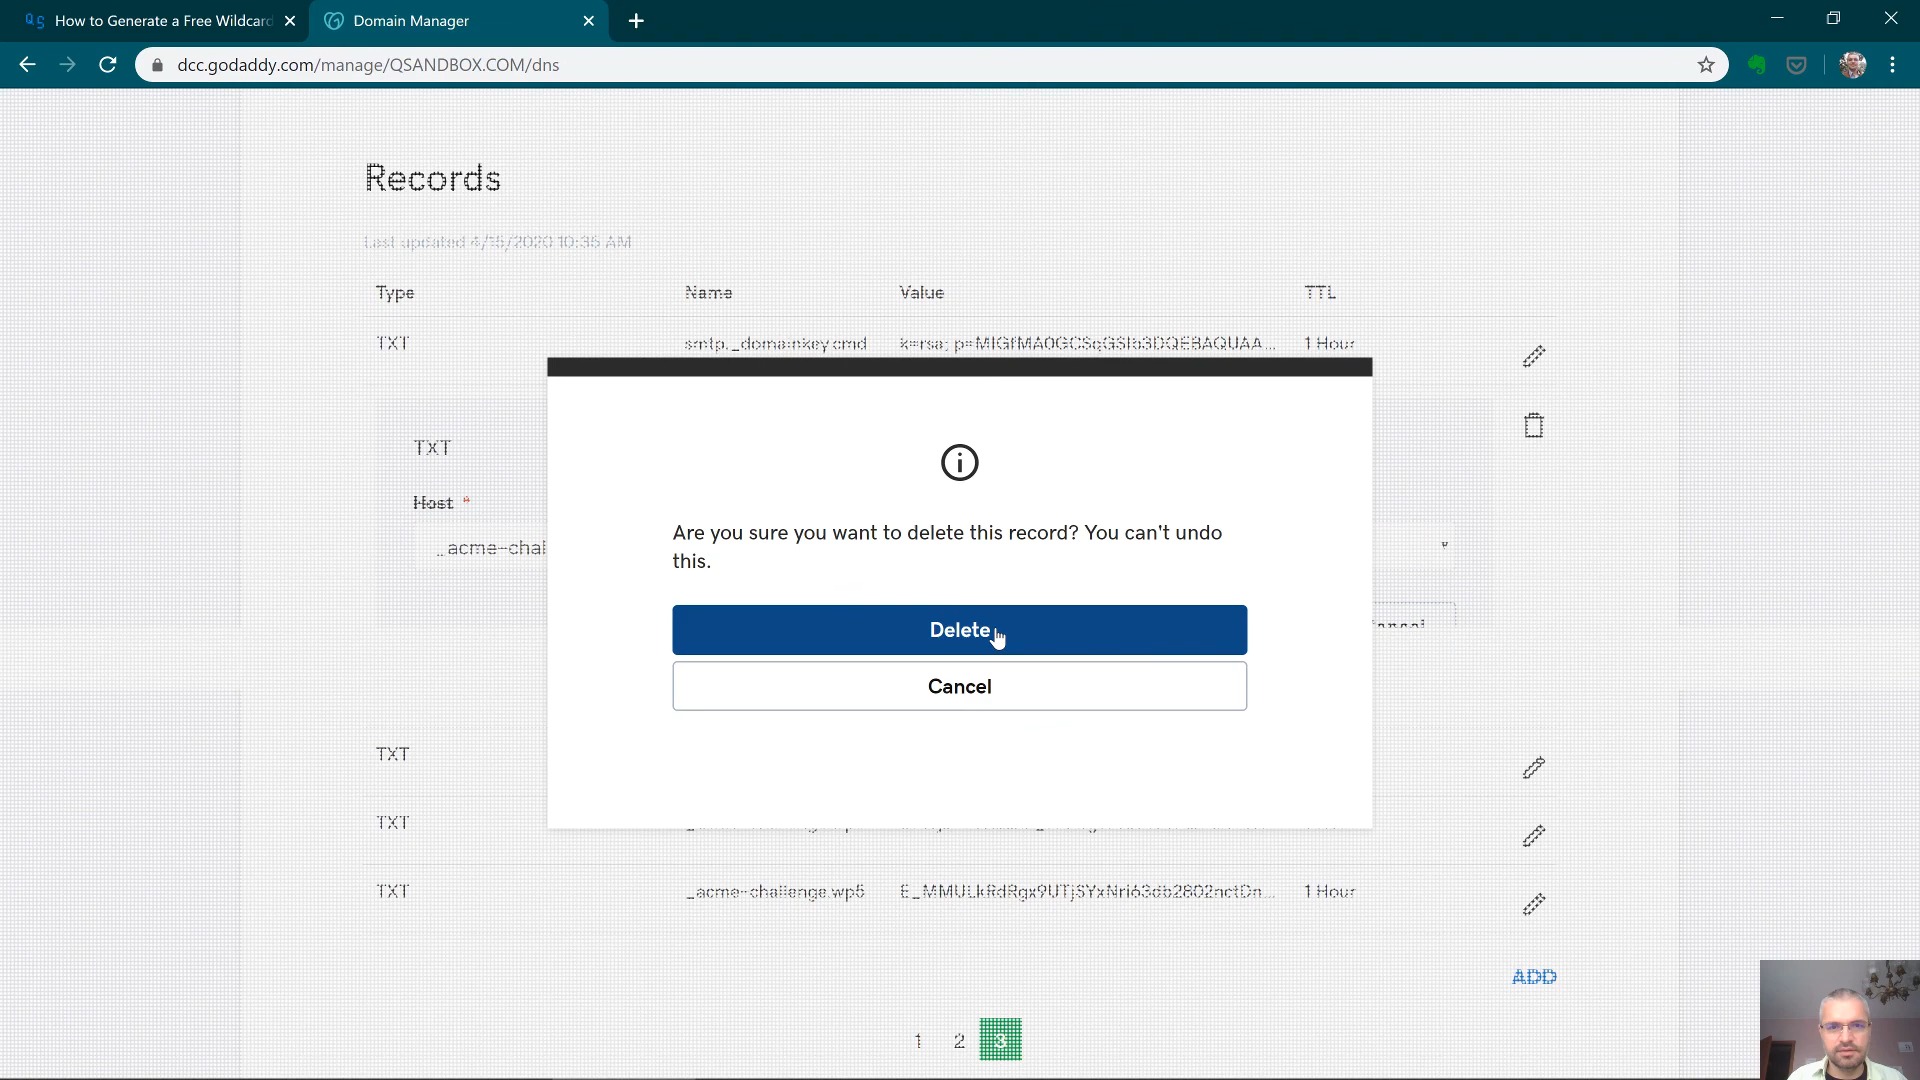 How to Generate a Free Wildcard
Domain Manager
dcc.godaddy.com/manage/QSANDBOX.COM/dns
Records
Last updated 4/15/2020 10:35 AM
Type Name Value TTL
TXT smtp._domainkey.cmd k=rsa; p=MIGfMA0GCSqGSIb3DQEBAQUAA... 1 Hour
TXT
Host *
_acme-chal
Are you sure you want to delete this record? You can't undo
this.
Delete
Cancel
Cancel
TXT
TXT
TXT _acme-challenge.wp5 E_MMULkRdRgx9UTjSYxNri63db2802nctDn... 1 Hour
ADD
1 2 3